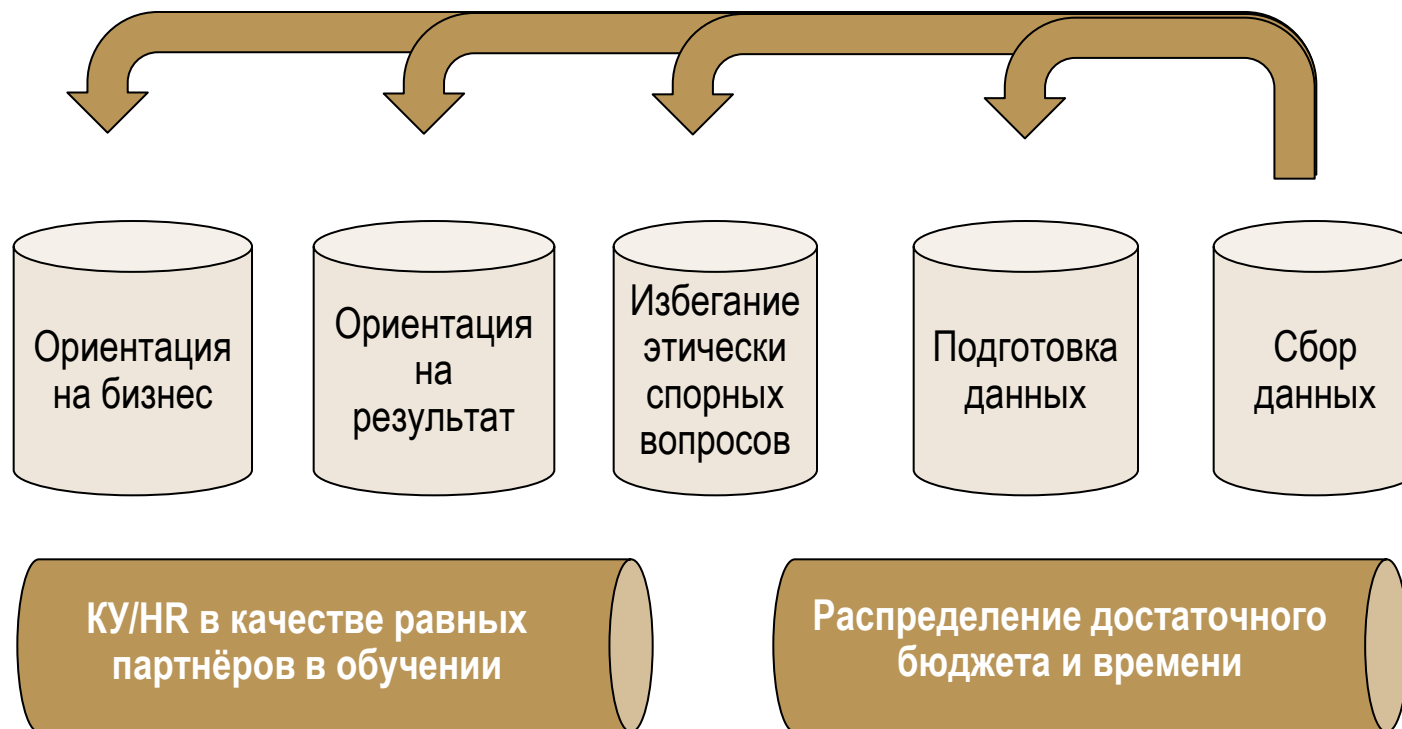 Ориентация
на бизнес
Ориентация
на
результат
Избегание
этически
спорных
вопросов
Подготовка
данных
Сбор
данных
КУ/HR в качестве равных
партнёров в обучении
Распределение достаточного
бюджета и времени